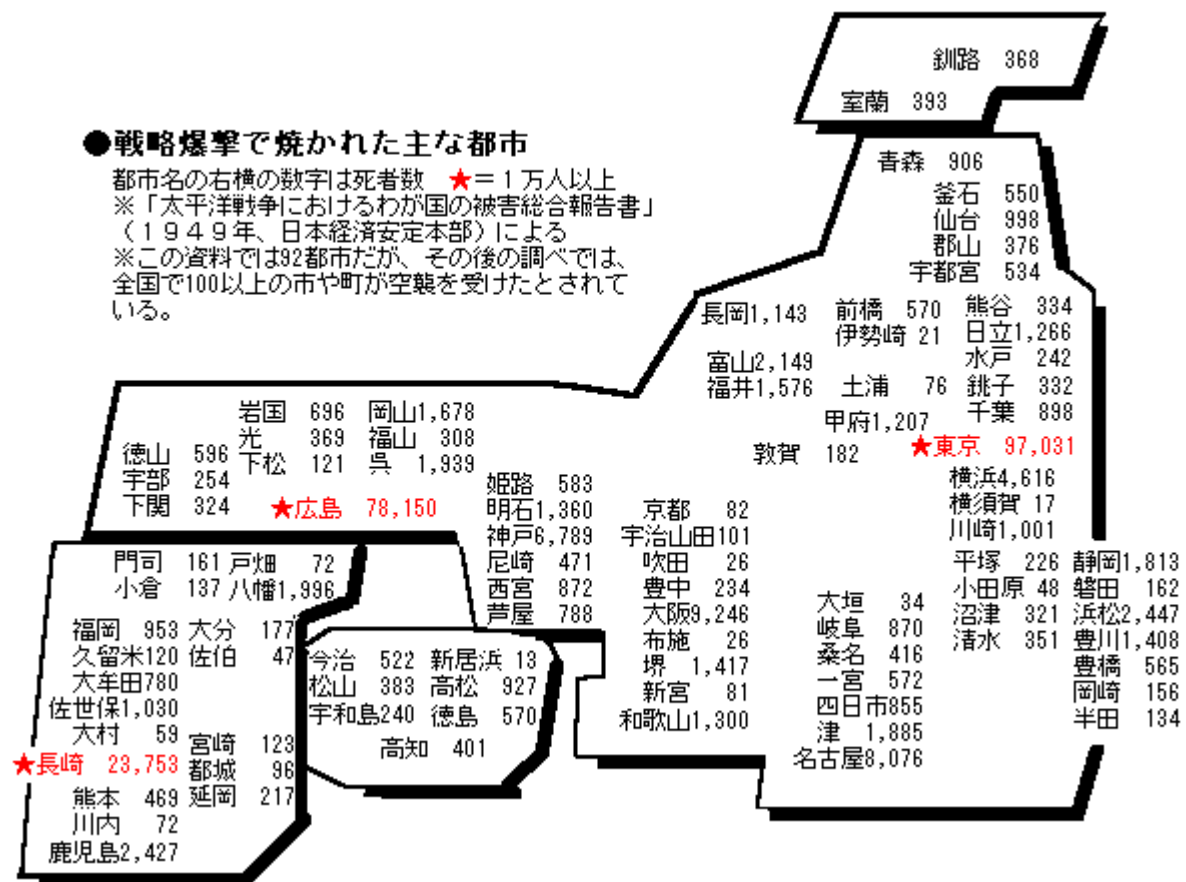 釧路 368
室蘭 393
●戦略爆撃で焼かれた主な都市
都市名の右横の数字は死者数 ★=1万人以上
※「太平洋戦争におけるわが国の被害総合報告書」
(1949年、日本経済安定本部)による
※この資料では92都市だが、その後の調べでは、
全国で100以上の市や町が空襲を受けたとされて
いる。
青森 906
釜石 550
仙台 998
郡山 376
宇都宮 534
長岡1,143 前橋 570 熊谷 334
伊勢崎 21 日立1,266
富山2,149 水戸 242
福井1,576 土浦 76 銚子 332
甲府1,207 千葉 898
敦賀 182 ★東京 97,031
横浜4,616
横須賀 17
川崎1,001
平塚 226 静岡1,813
小田原 48 磐田 162
沼津 321 浜松2,447
清水 351 豊川1,408
豊橋 565
岡崎 156
半田 134
大垣 34
岐阜 870
桑名 416
一宮 572
四日市855
津 1,885
名古屋8,076
京都 82
宇治山田101
吹田 26
豊中 234
大阪9,246
布施 26
堺 1,417
新宮 81
和歌山1,300
姫路 583
明石1,360
神戸6,789
尼崎 471
西宮 872
芦屋 788
岩国 696 岡山1,678
光 369 福山 308
徳山 596 下松 121 呉 1,939
宇部 254
下関 324 ★広島 78,150
門司 161 戸畑 72
小倉 137 八幡1,996
福岡 953 大分 177
久留米120 佐伯 47
大牟田780
佐世保1,030
大村 59 宮崎 123
★長崎 23,753 都城 96
熊本 469 延岡 217
川内 72
鹿児島2,427
今治 522 新居浜 13
松山 383 高松 927
宇和島240 徳島 570
高知 401